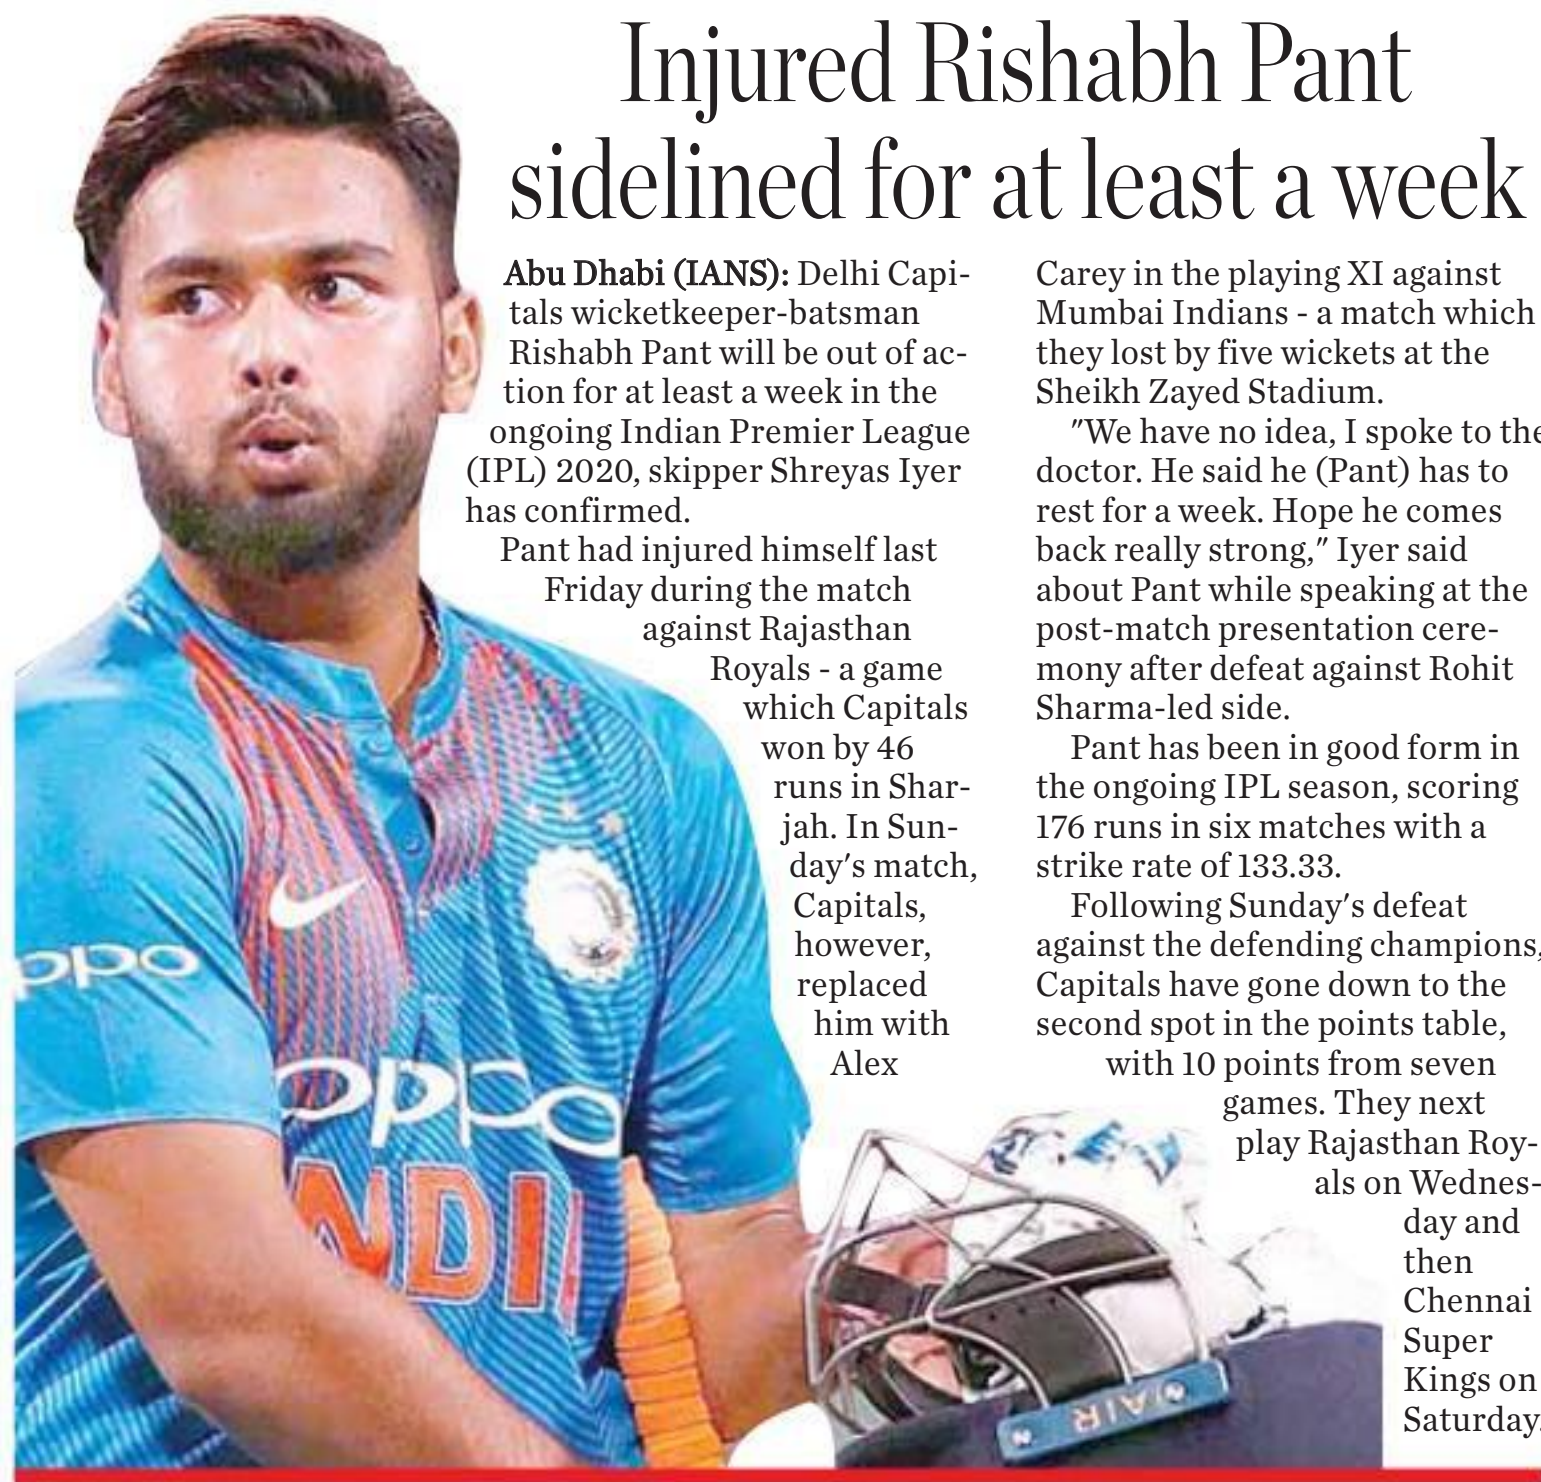 Injured Rishabh Pant
sidelined for at least a week
Abu Dhabi (IANS): Delhi Capi-
tals wicketkeeper-batsman
Rishabh Pant will be out of ac-
tion for at least a week in the
ongoing Indian Premier League
(IPL) 2020, skipper Shreyas Iyer
has confirmed.
Pant had injured himself last
Friday during the match
against Rajasthan
Royals - a game
which Capitals
won by 46
runs in Shar-
jah. In Sun-
day's match,
Capitals,
however,
replaced
him with
Alex
Carey in the playing XI against
Mumbai Indians - a match which
they lost by five wickets at the
Sheikh Zayed Stadium.
"We have no idea, I spoke to the
doctor. He said he (Pant) has to
rest for a week. Hope he comes
back really strong," Iyer said
about Pant while speaking at the
post-match presentation cere-
mony after defeat against Rohit
Sharma-led side.
Pant has been in good form in
the ongoing IPL season, scoring
176 runs in six matches with a
strike rate of 133.33.
Following Sunday's defeat
against the defending champions,
Capitals have gone down to the
second spot in the points table,
with 10 points from seven
games. They next
play Rajasthan Roy-
als on Wednes-
day and
then
Chennai
Super
Kings on
Saturday.
oppo
oppo
NDI
AIR